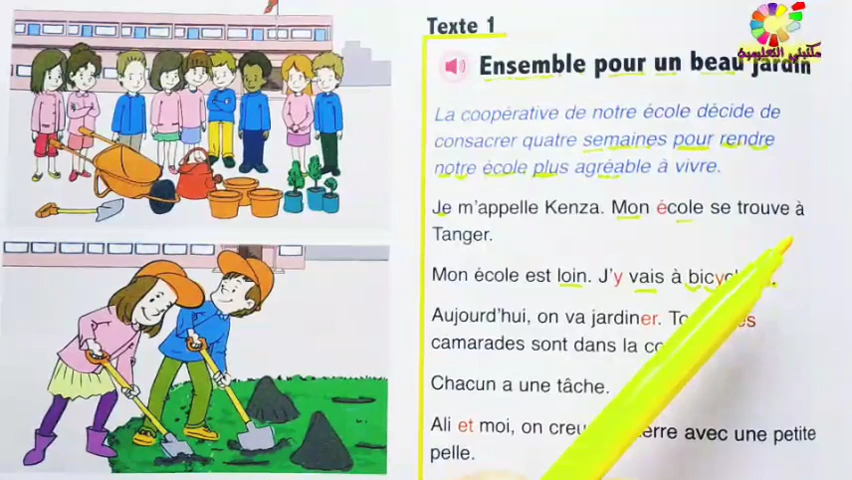 Texte 1
مكتبتي التعليمية
Ensemble pour un beau jardin
La coopérative de notre école décide de
consacrer quatre semaines pour rendre
notre école plus agréable à vivre.
Je m'appelle Kenza. Mon école se trouve à
Tanger.
Mon école est loin. J'y vais à
Aujourd'hui, on va jardiner.
camarades sont dans la
Chacun a une tâche.
Ali et moi, on avec une petite
pelle.